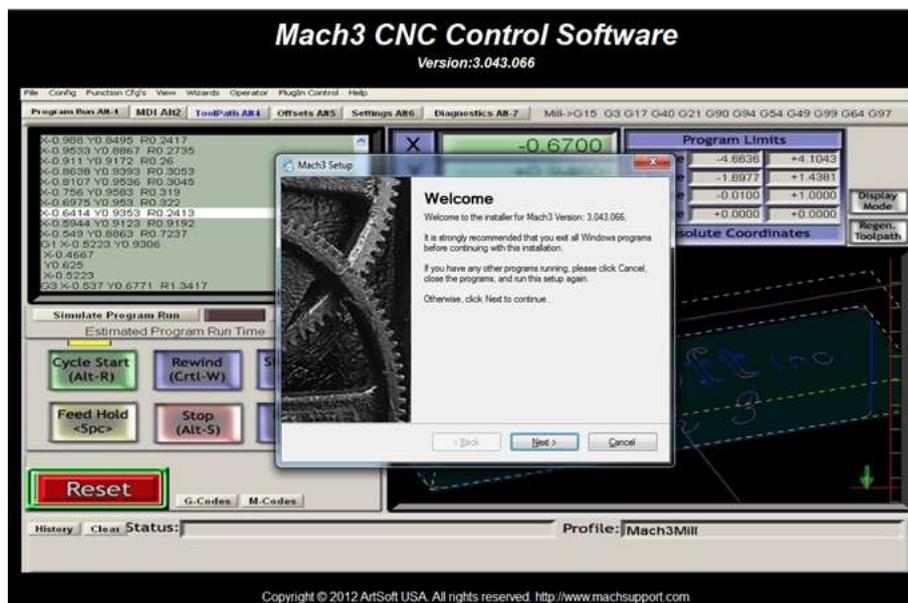 Mach3 CNC Control Software
Version:3.043.066
File Config Function Cfg's View Wizards Operator PlugIn Control Help
Program Run Alt-1 MDI Alt2 ToolPath Alt4 Offsets Alt5 Settings Alt6 Diagnostics Alt-7 Mill->G15 G3 G17 G40 G21 G90 G94 G54 G49 G99 G64 G97
X-0.988 Y0.8495 R0.2417
X-0.9533 Y0.8867 R0.2735
X-0.911 Y0.9172 R0.26
X-0.8638 Y0.9393 R0.3053
X-0.8107 Y0.9536 R0.3045
X-0.756 Y0.9583 R0.319
X-0.6975 Y0.953 R0.322
X-0.6414 Y0.9353 R0.2413
X-0.5944 Y0.9123 R0.9192
X-0.549 Y0.8863 R0.7237
G1 X-0.5223 Y0.9306
X-0.4667
Y0.625
X-0.5223
G3 X-0.537 Y0.6771 R1.3417
X -0.6700
Program Limits
-4.6636 +4.1043
-1.8977 +1.4381
-0.0100 +1.0000
+0.0000 +0.0000
Coordinates
Display
Mode
Regen.
Toolpath
Mach3 Setup
Welcome
Welcome to the installer for Mach3 Version: 3.043.066.
It is strongly recommended that you exit all Windows programs
before continuing with this installation.
If you have any other programs running, please click Cancel,
close the programs, and run this setup again.
Otherwise, click Next to continue.
< Back Next > Cancel
Simulate Program Run
Estimated Program Run Time
Cycle Start
(Alt-R)
Rewind
(Crtl-W)
Feed Hold
<Spc>
Stop
(Alt-S)
Reset
G-Codes M-Codes
History Clear Status: Profile: Mach3Mill
Copyright © 2012 ArtSoft USA. All rights reserved. http://www.machsupport.com